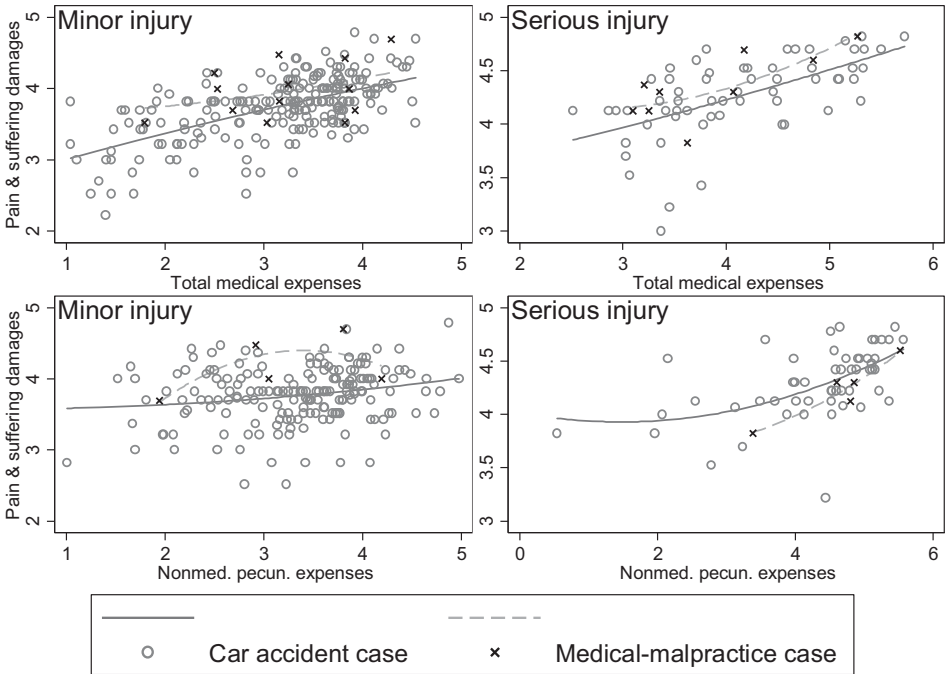 Minor injury
Serious injury
Pain & suffering damages
2 3 4 5
3 3.5 4 4.5 5
1 2 3 4 5
2 3 4 5 6
Total medical expenses
Total medical expenses
Minor injury
Serious injury
Pain & suffering damages
2 3 4 5
3 3.5 4 4.5 5
1 2 3 4 5
0 2 4 6
Nonmed. pecun. expenses
Nonmed. pecun. expenses
Car accident case
Medical-malpractice case